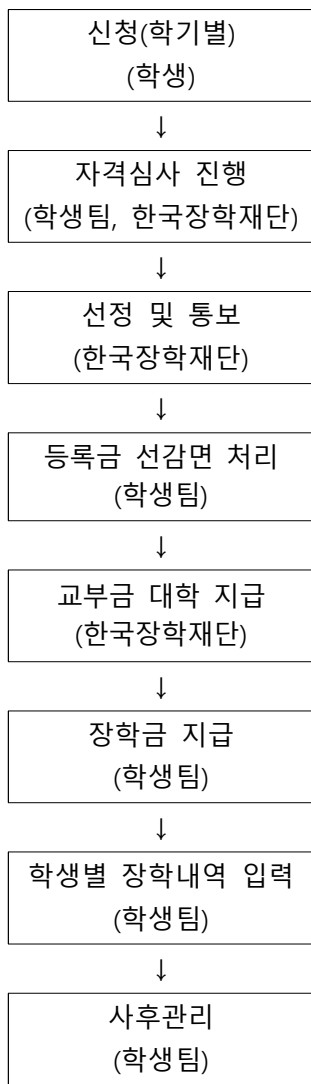 신청(학기별)
(학생)
↓
자격심사 진행
(학생팀, 한국장학재단)
↓
선정 및 통보
(한국장학재단)
↓
등록금 선감면 처리
(학생팀)
↓
교부금 대학 지급
(한국장학재단)
↓
장학금 지급
(학생팀)
↓
학생별 장학내역 입력
(학생팀)
↓
사후관리
(학생팀)